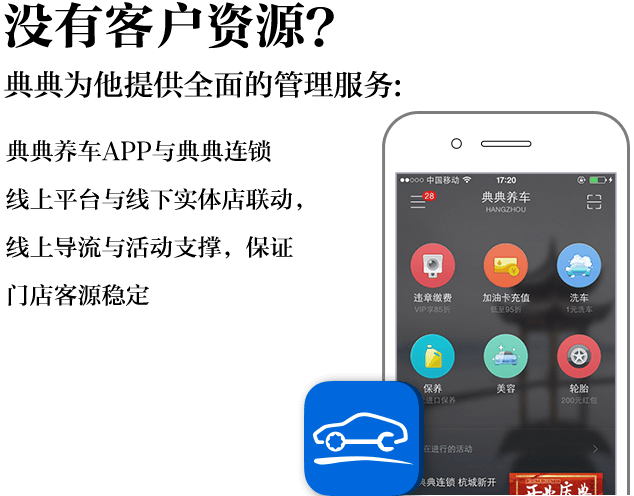 没有客户资源？
典典为他提供全面的管理服务：
典典养车APP与典典连锁
线上平台与线下实体店联动，
线上导流与活动支撑，保证
门店客源稳定
中国移动 17:20
28
典典养车
HANGZHOU
违章缴费 加油卡充值 洗车
VIP享85折 低至95折 1元洗车
保养 美容 轮胎
进口保养 200元红包
在进行的活动
典连锁 杭城新开
正业庆典